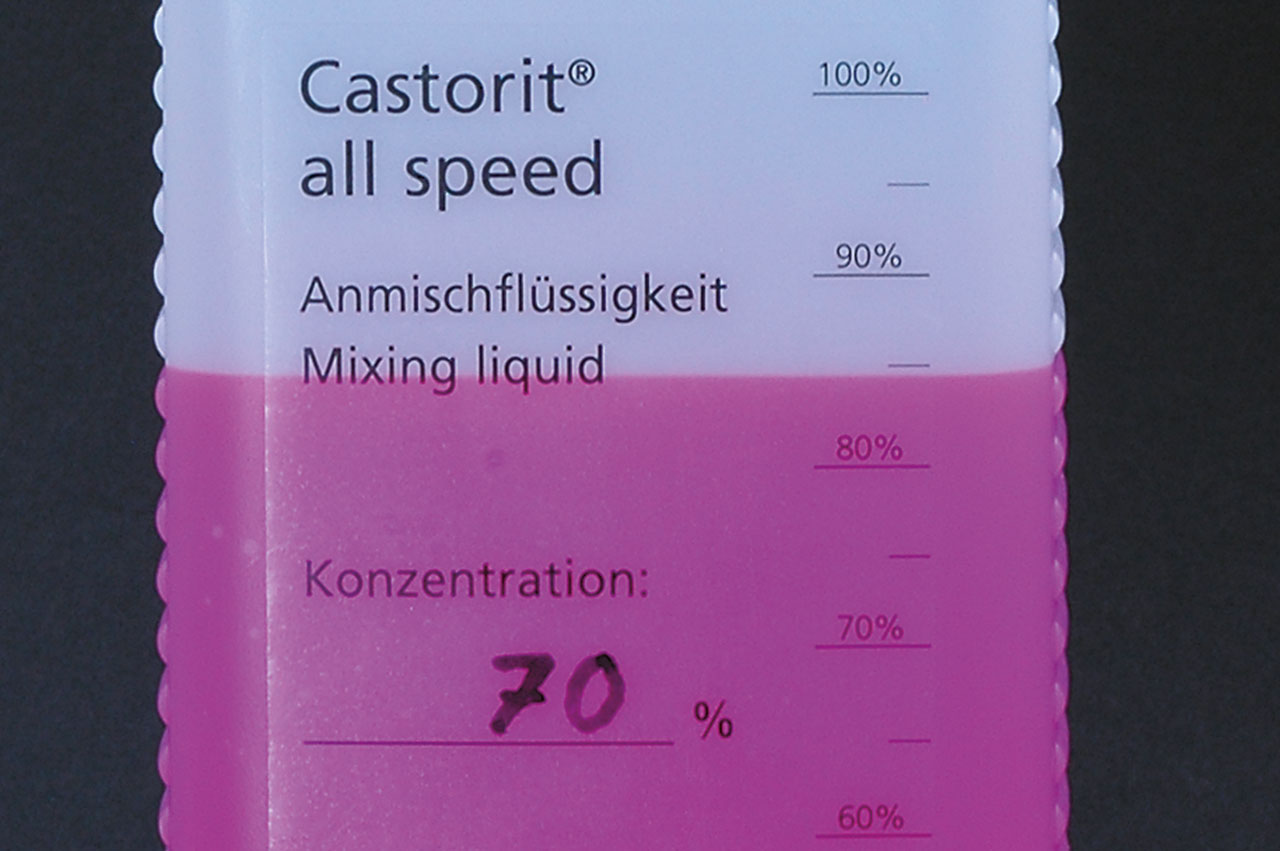 Castorit®
all speed
100%
90%
Anmischflüssigkeit
Mixing liquid
80%
Konzentration:
70%
70 %
60%